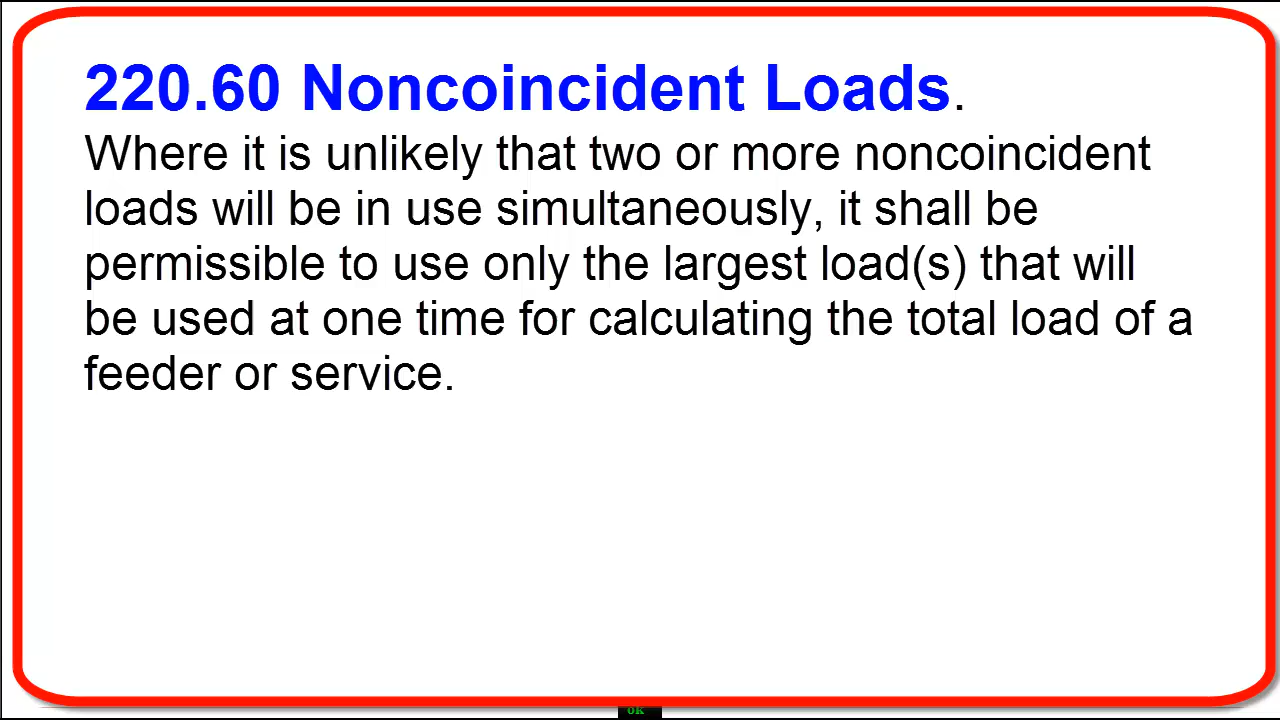 220.60 Noncoincident Loads.
Where it is unlikely that two or more noncoincident
loads will be in use simultaneously, it shall be
permissible to use only the largest load(s) that will
be used at one time for calculating the total load of a
feeder or service.
ok